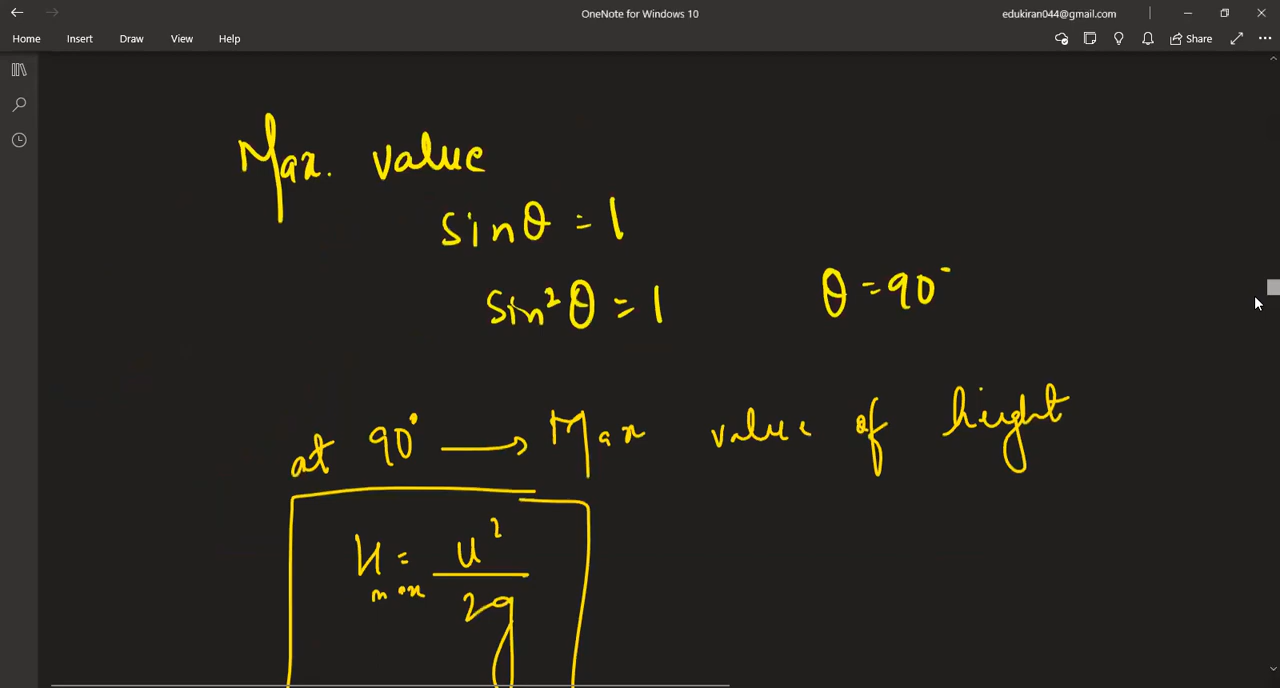 OneNote for Windows 10
edukiran044@gmail.com
Home Insert Draw View Help
Share
Max. value
sinθ = 1
sin²θ = 1
θ = 90°
at 90° → Max value of height
H max = u² / 2g